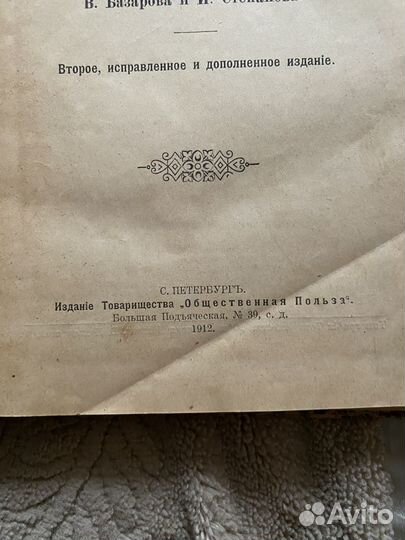 В. Базарова и И. Степанова
Второе, исправленное и дополненное изданіе.
С. ПЕТЕРБУРГЪ.
Изданіе Товарищества „Общественная Польза“.
Большая Подъяческая, № 39, с. д.
1912.
Avito